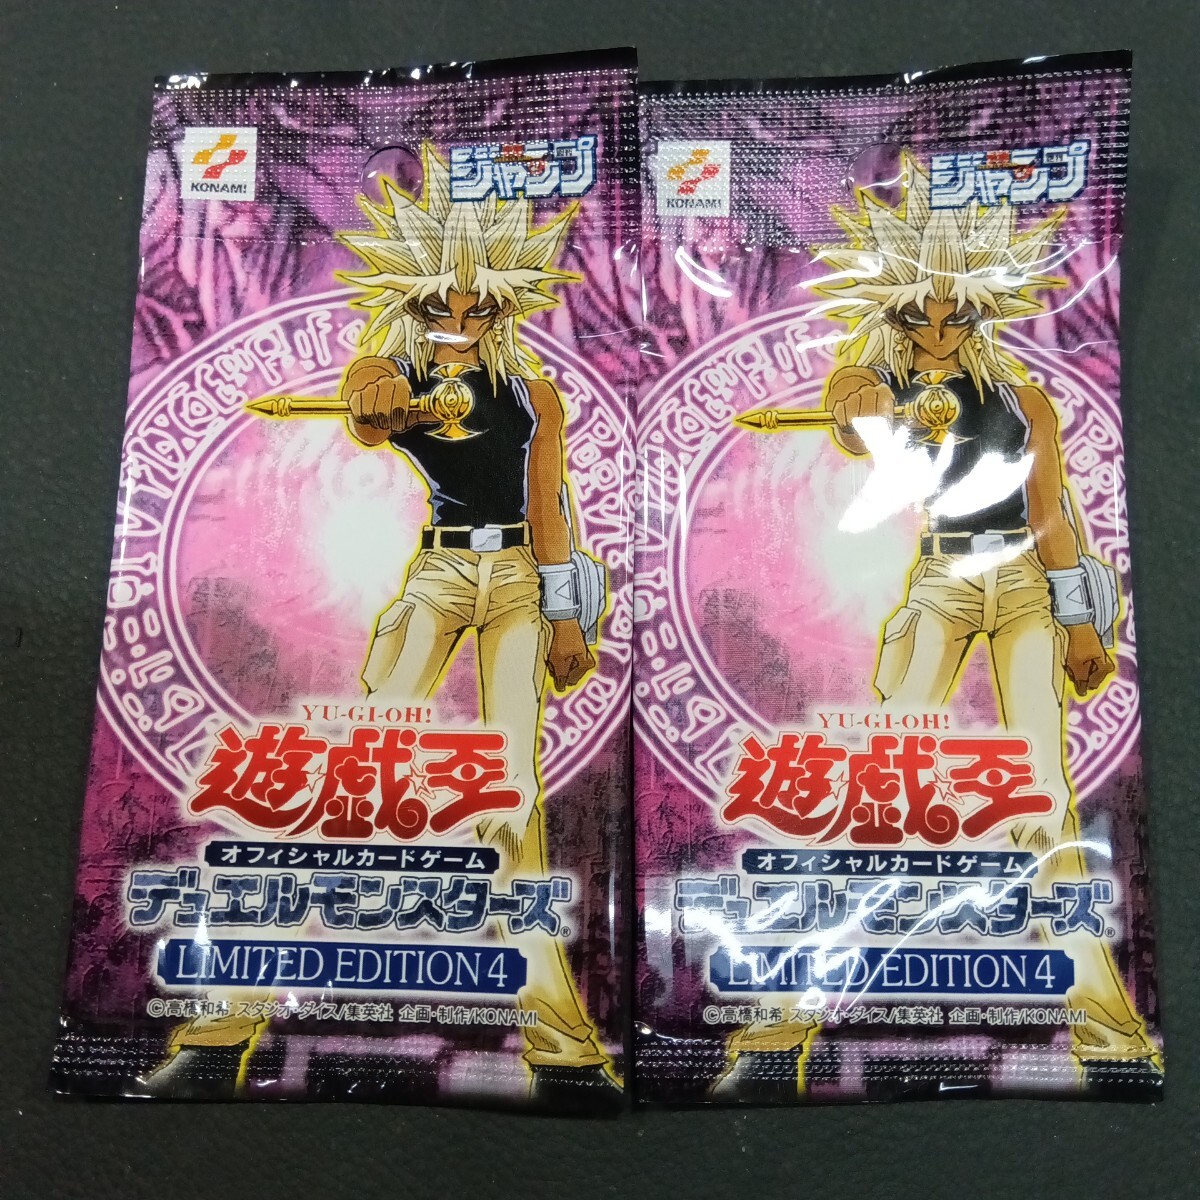 KONAMI
ジャンプ
YU-GI-OH!
遊戯王
オフィシャルカードゲーム
デュエルモンスターズ®
LIMITED EDITION 4
©高橋和希 スタジオ・ダイス/集英社 企画・制作/KONAMI
KONAMI
ジャンプ
YU-GI-OH!
遊戯王
オフィシャルカードゲーム
デュエルモンスターズ®
LIMITED EDITION 4
©高橋和希 スタジオ・ダイス/集英社 企画・制作/KONAMI